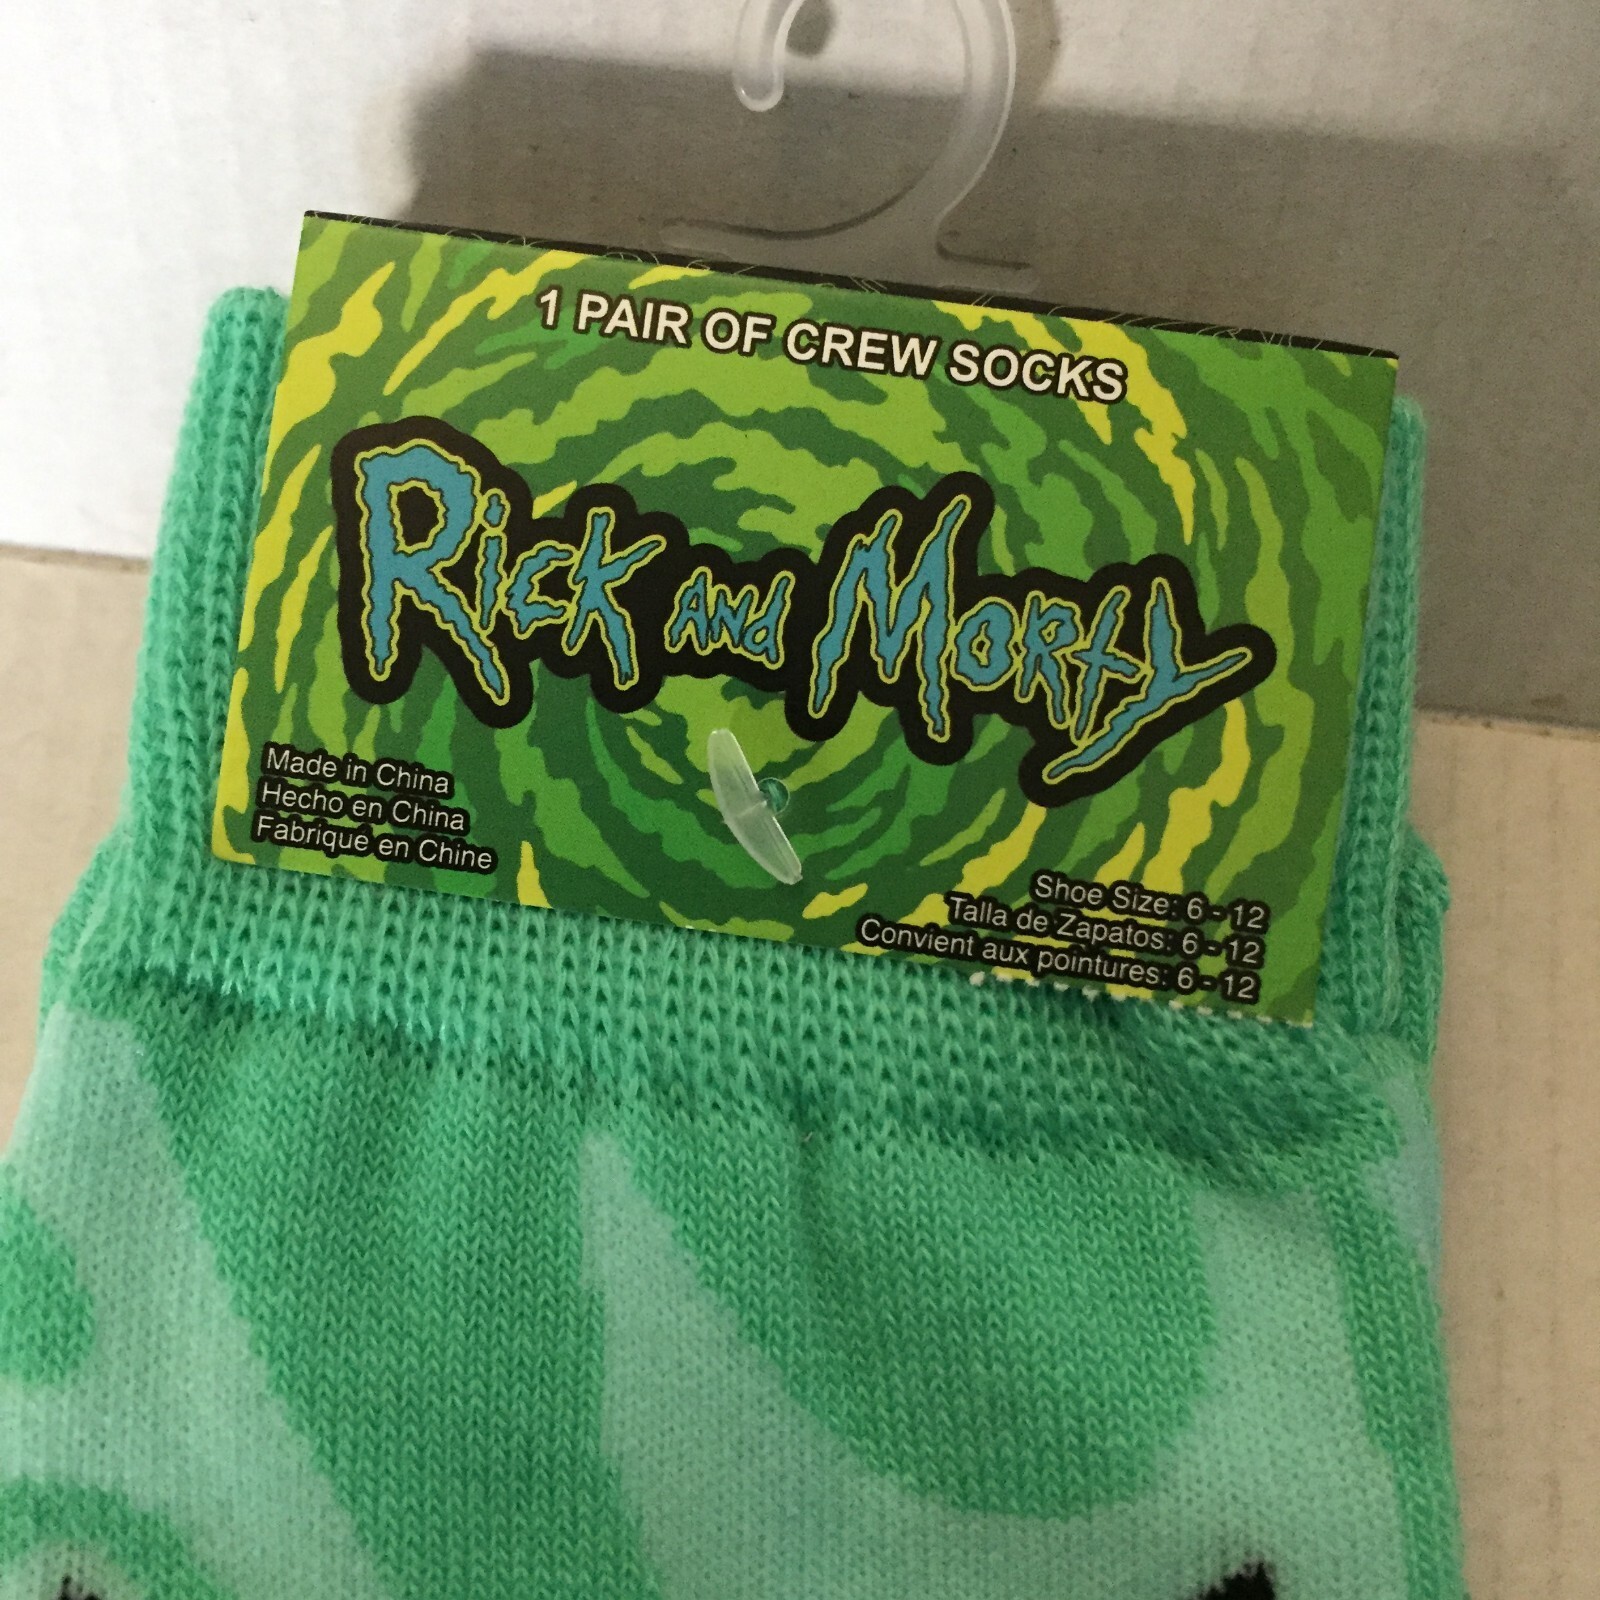 1 PAIR OF CREW SOCKS
Rick and Morty
Made in China
Hecho en China
Fabriqué en Chine
Shoe Size: 6 - 12
Talla de Zapatos: 6 - 12
Convient aux pointures: 6 - 12